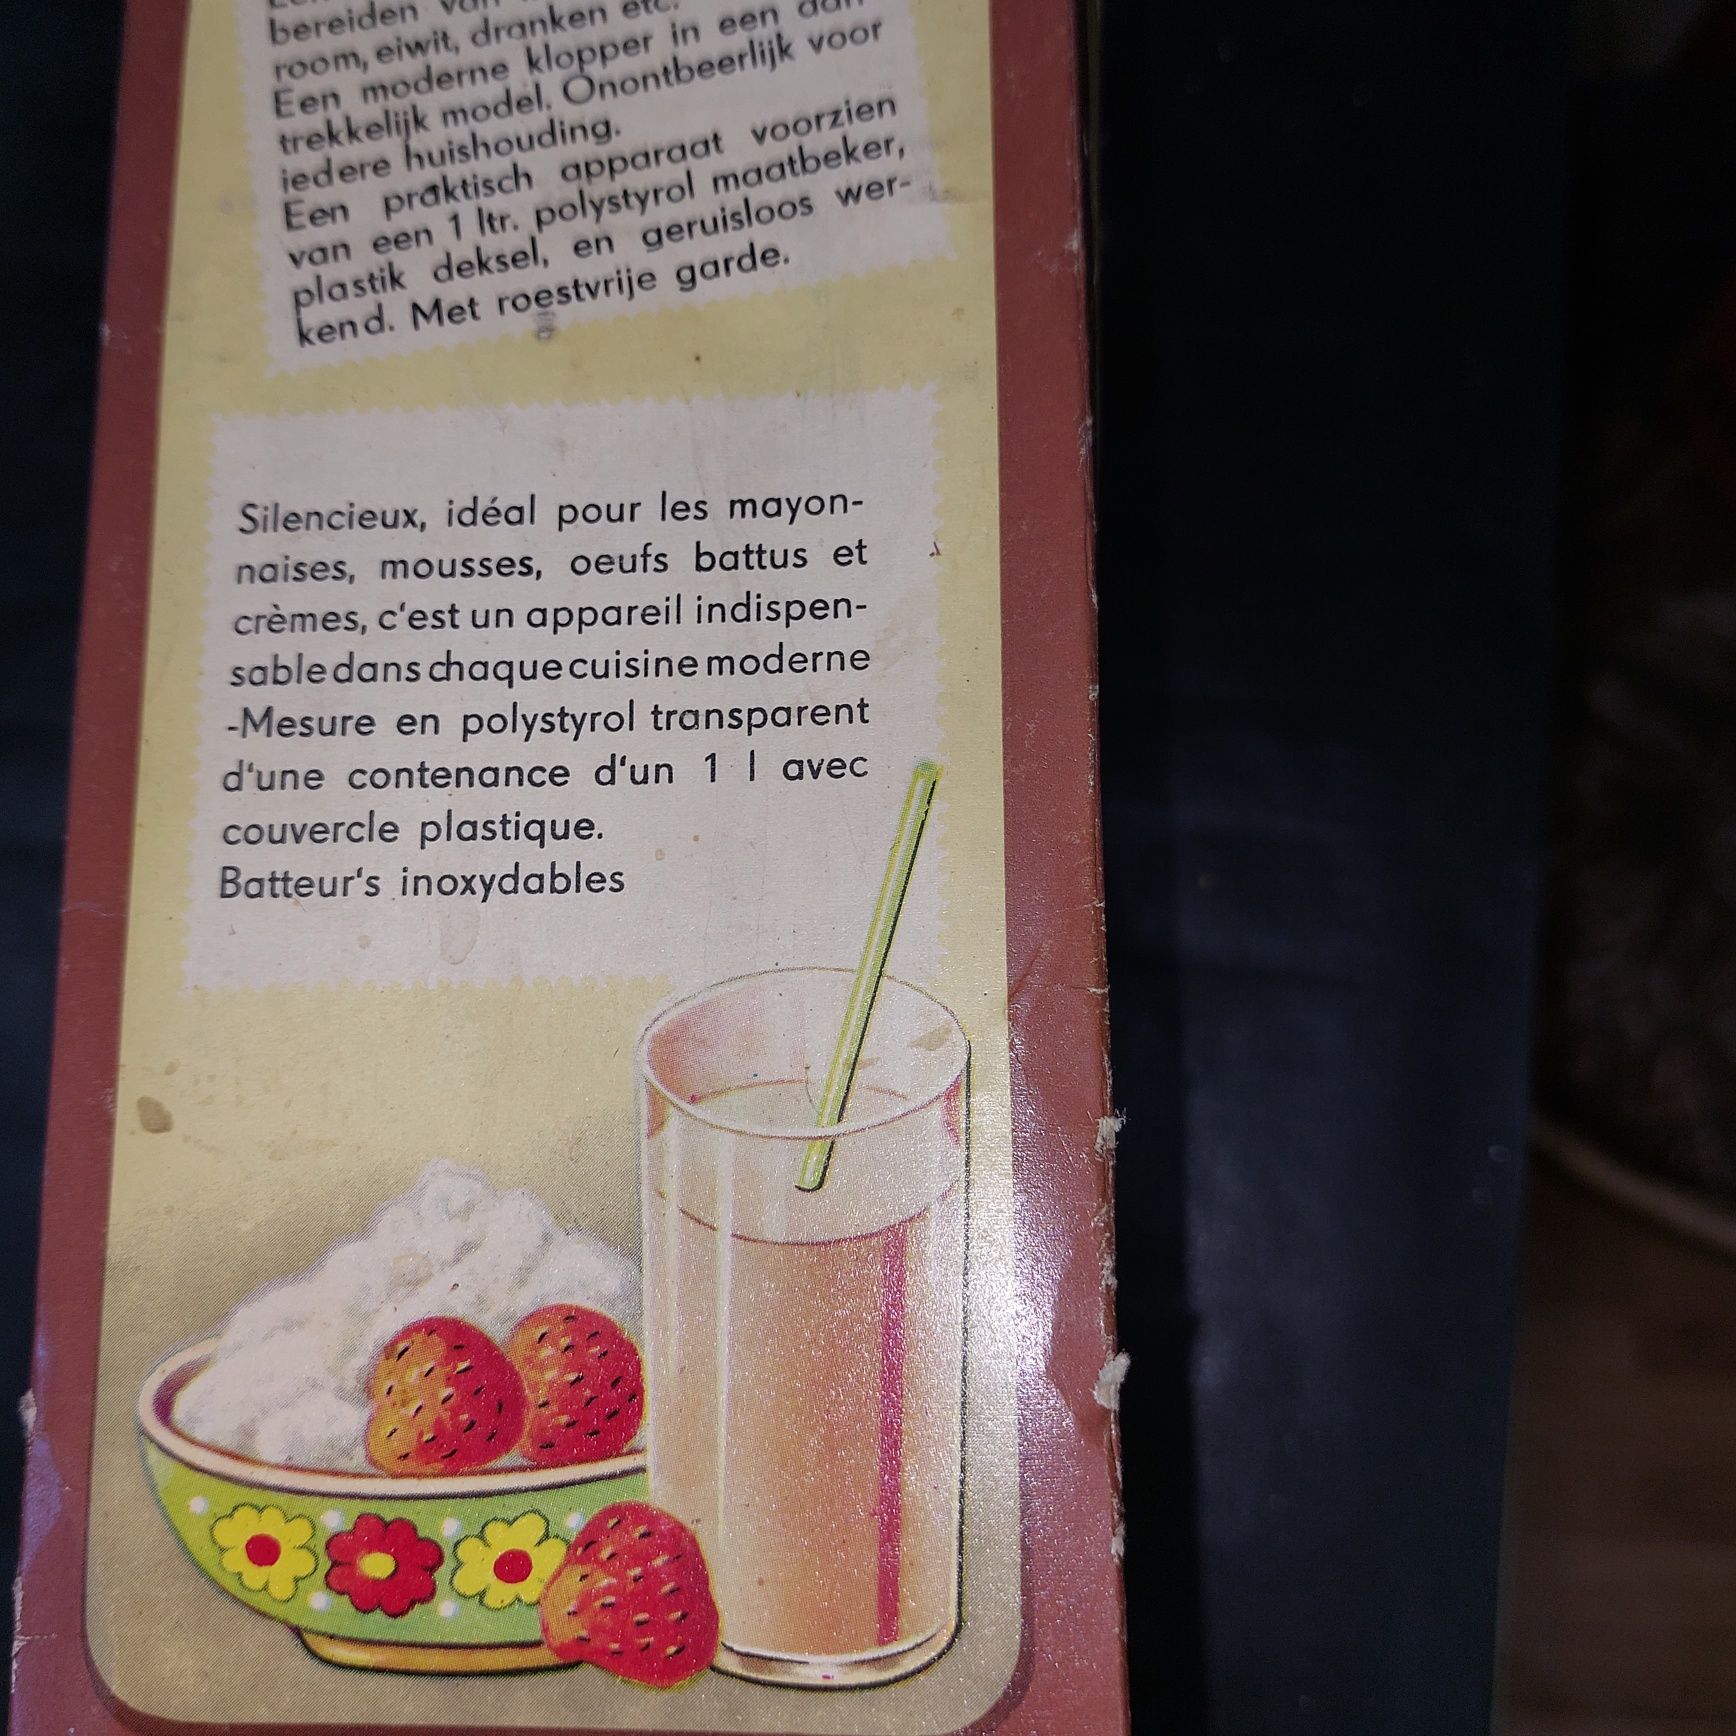 bereiden van
room, eiwit, dranken etc.
Een moderne klopper in een aan-
trekkelijk model. Onontbeerlijk voor
iedere huishouding.
Een praktisch apparaat voorzien
van een 1 ltr. polystyrol maatbeker,
plastik deksel, en geruisloos wer-
kend. Met roestvrije garde.
Silencieux, idéal pour les mayon-
naises, mousses, oeufs battus et
crèmes, c'est un appareil indispen-
sable dans chaque cuisine moderne
-Mesure en polystyrol transparent
d'une contenance d'un 1 l avec
couvercle plastique.
Batteur's inoxydables